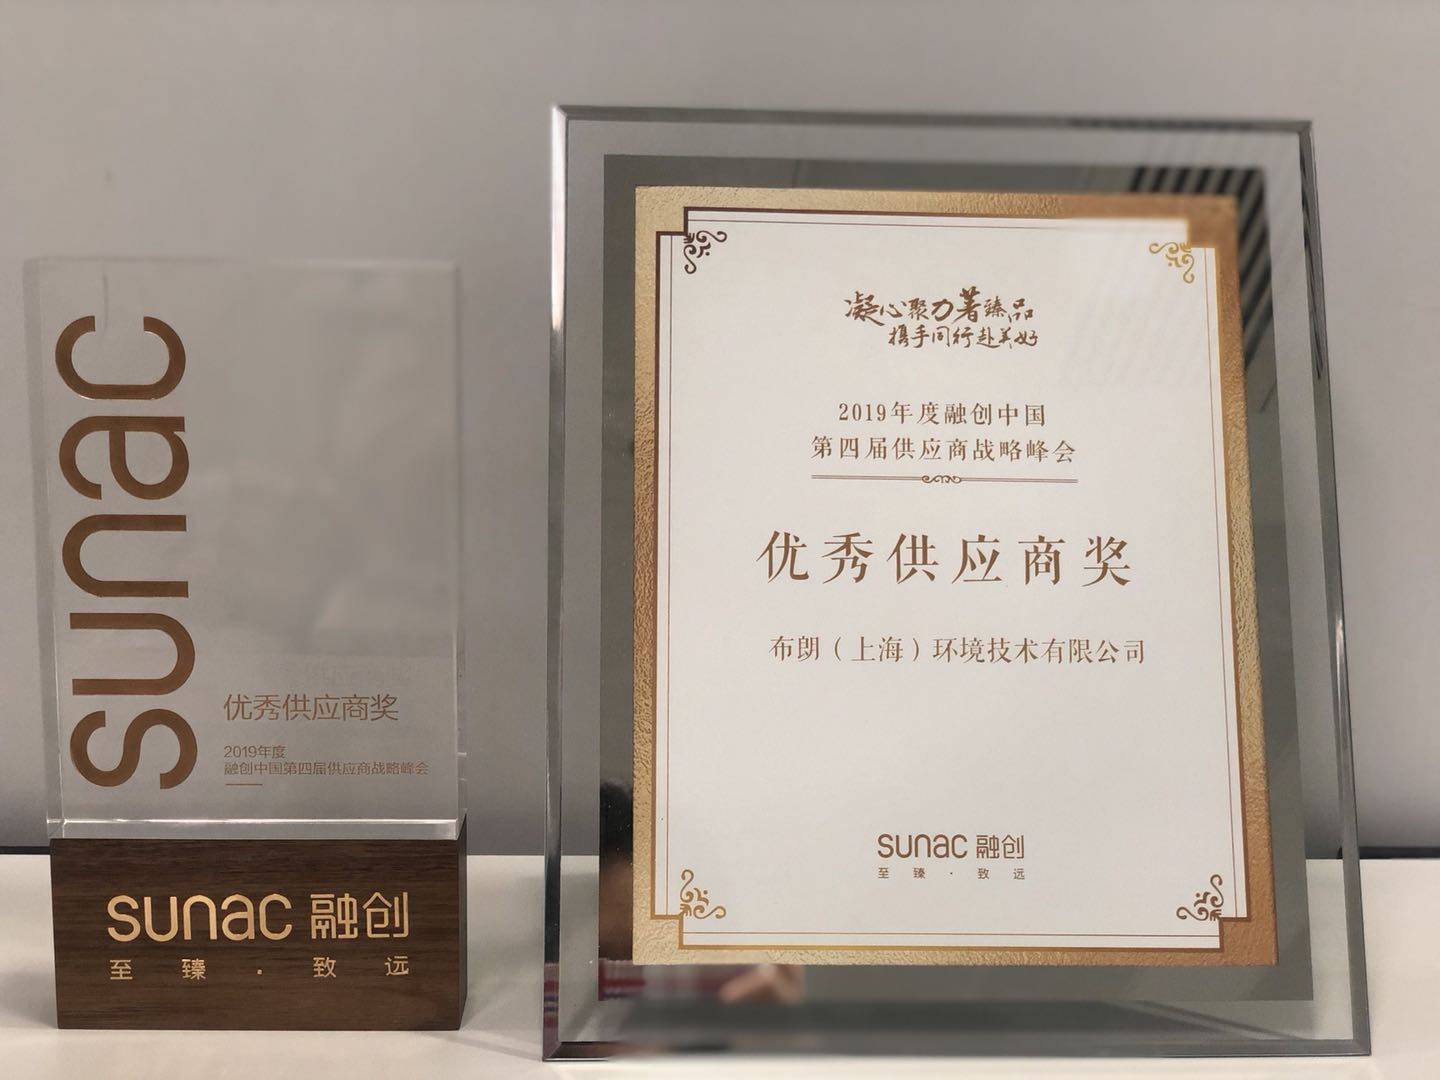 sunac
优秀供应商奖
2019年度
融创中国第四届供应商战略峰会
sunac 融创
至臻·致远
凝心聚力著臻品
携手同行赴美好
2019年度融创中国
第四届供应商战略峰会
优秀供应商奖
布朗（上海）环境技术有限公司
sunac 融创
至臻·致远